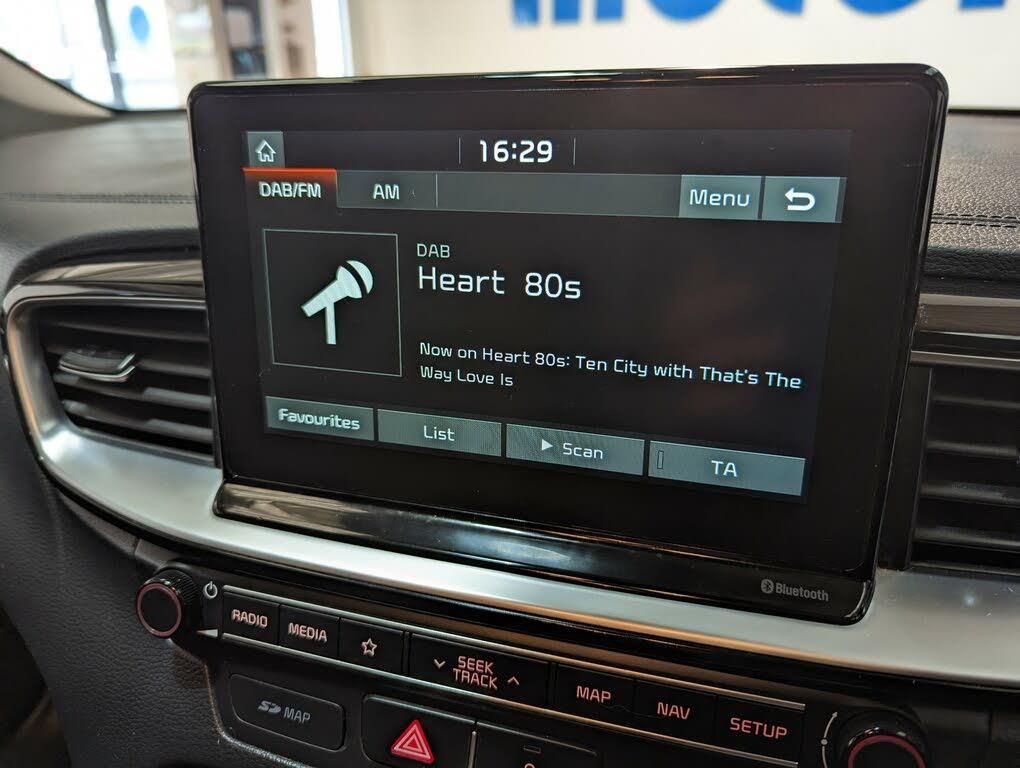 16:29
DAB/FM AM Menu
DAB
Heart 80s
Now on Heart 80s: Ten City with That's The
Way Love Is
Favourites List Scan TA
Bluetooth
RADIO MEDIA SEEK MAP NAV SETUP
TRACK
SD MAP